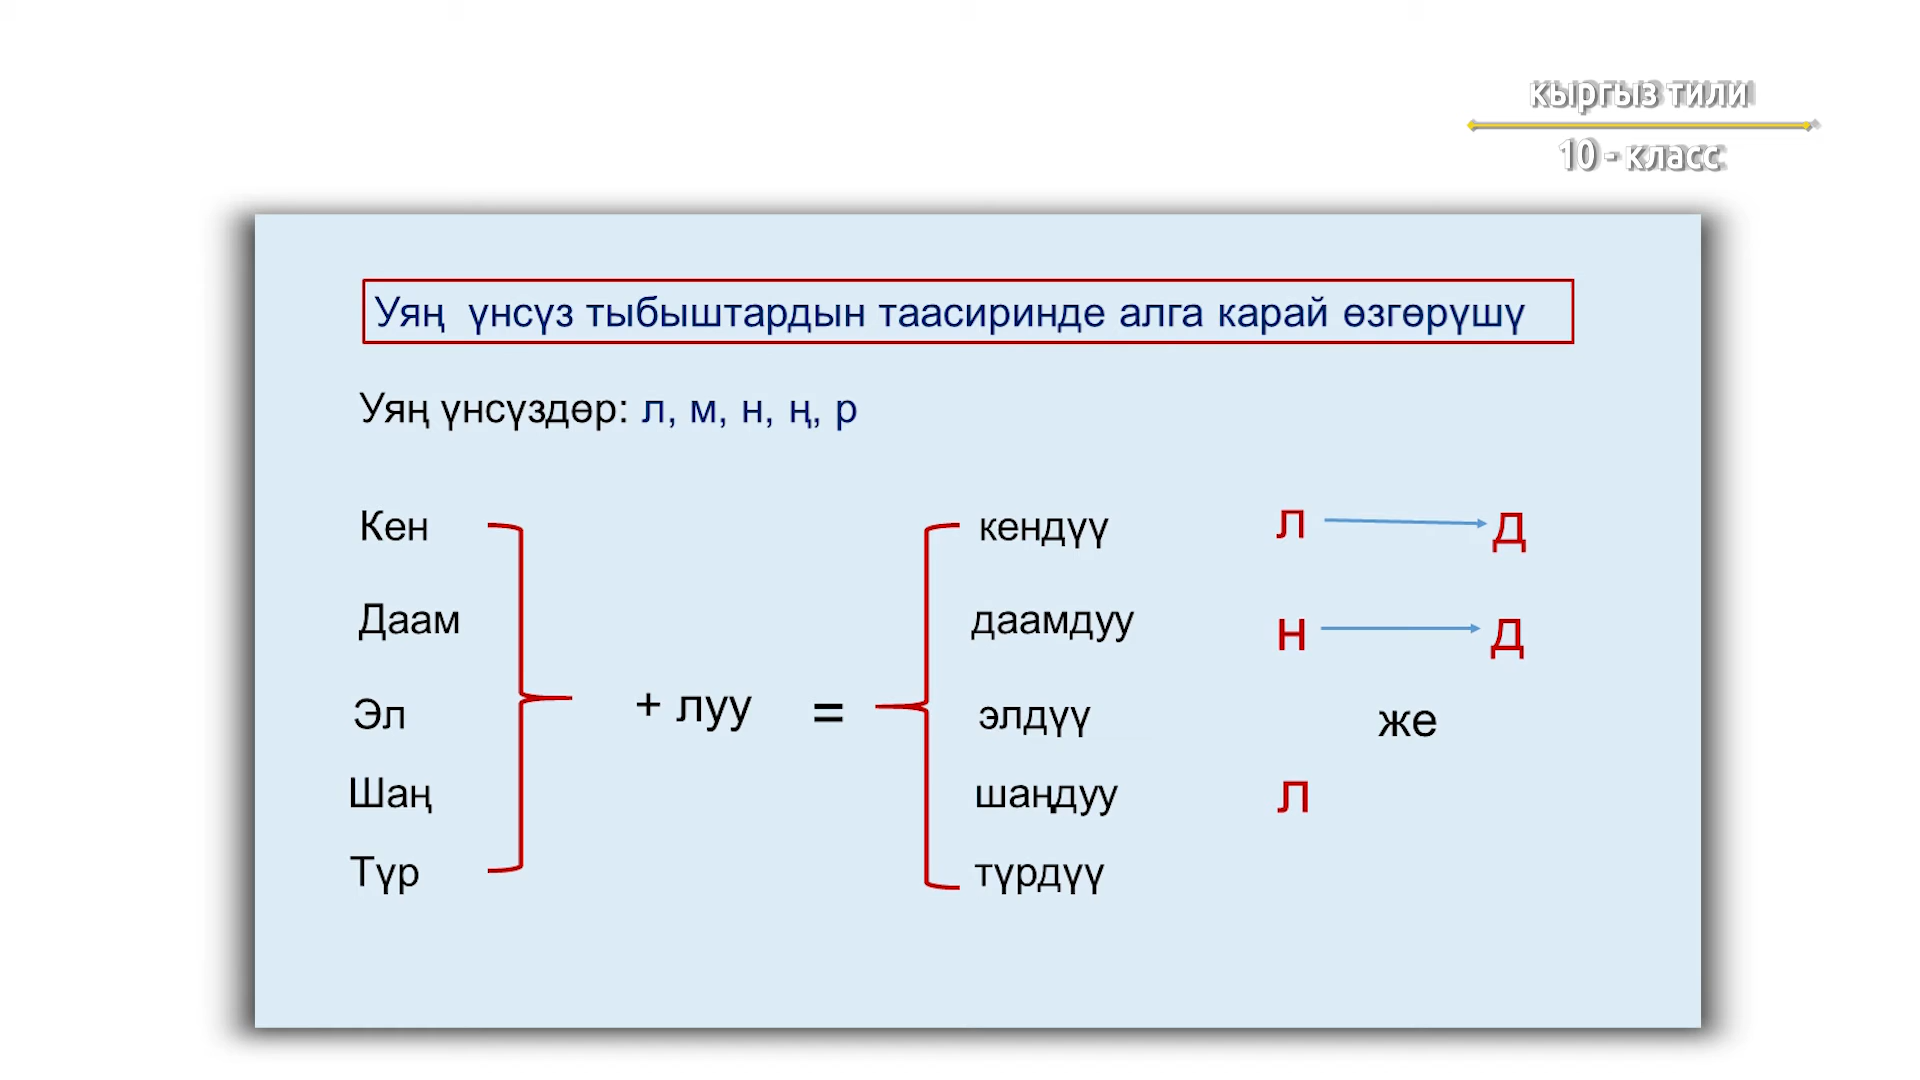 кыргыз тили
10 - класс
Уяң үнсүз тыбыштардын таасиринде алга карай өзгөрүшү
Уяң үнсүздөр: л, м, н, ң, р
Кен кендүү л д
Даам даамдуу н д
+ луу =
Эл элдүү же
Шаң шаңдуу л
Түр түрдүү